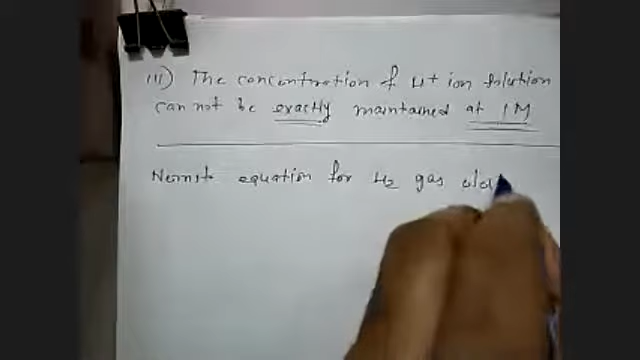 III) The concentration of H+ ion solution
can not be exactly maintained at 1M
Nernst equation for H2 gas